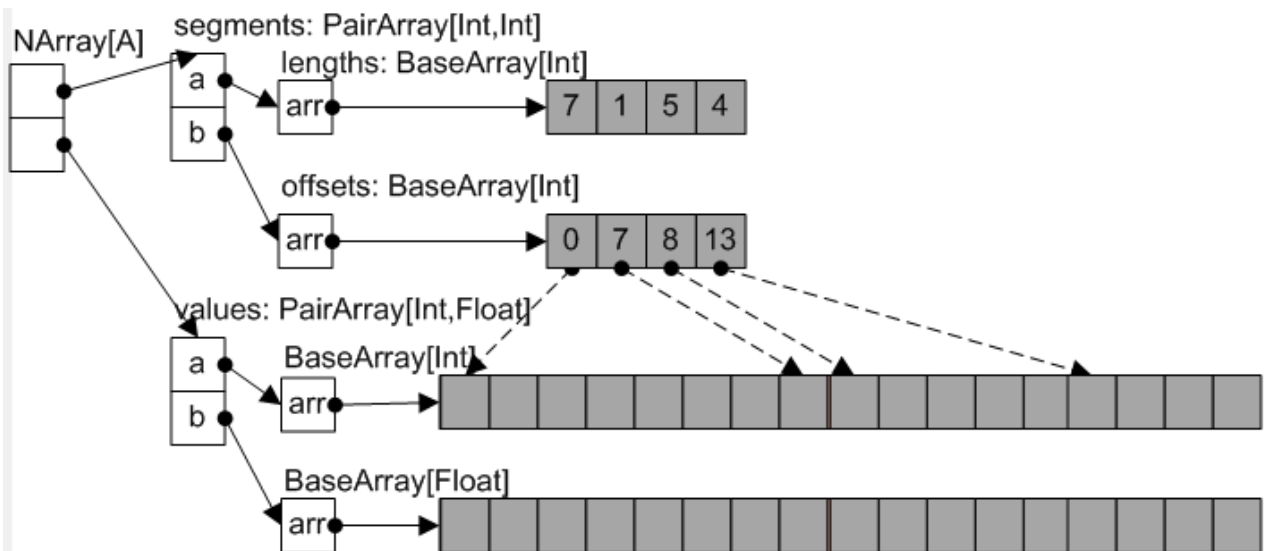 segments: PairArray[Int,Int]
NArray[A]
lengths: BaseArray[Int]
a
arr
7 1 5 4
b
offsets: BaseArray[Int]
arr
0 7 8 13
values: PairArray[Int,Float]
BaseArray[Int]
a
arr
b
BaseArray[Float]
arr